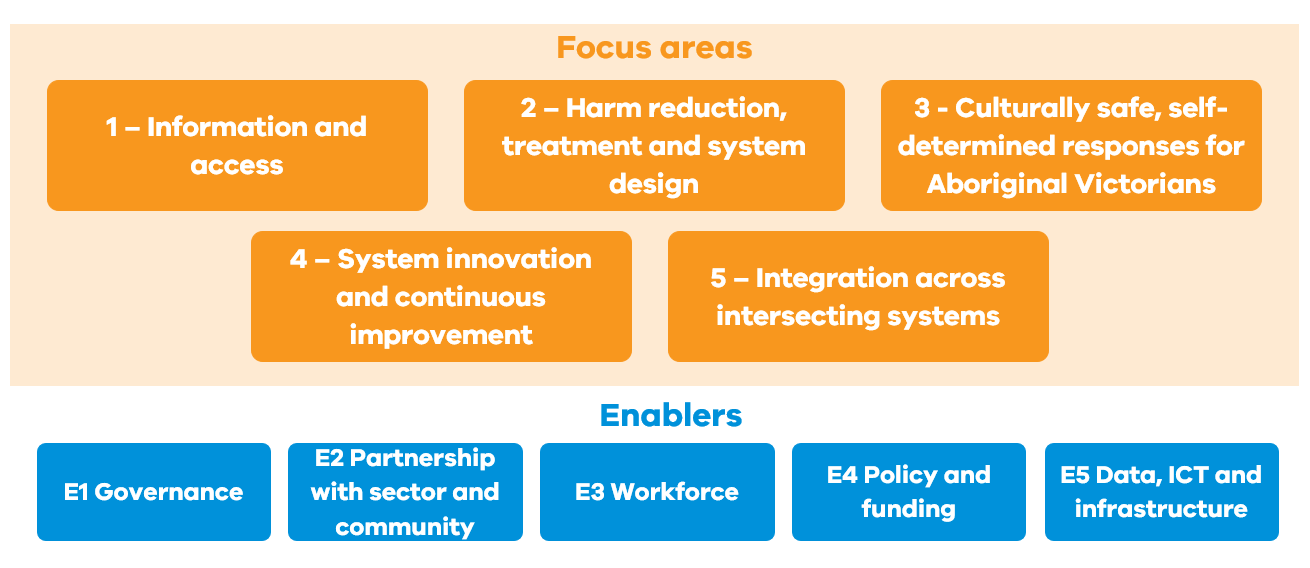 Focus areas
1 – Information and
access
2 – Harm reduction,
treatment and system
design
3 - Culturally safe, self-
determined responses for
Aboriginal Victorians
4 – System innovation
and continuous
improvement
5 – Integration across
intersecting systems
Enablers
E1 Governance
E2 Partnership
with sector and
community
E3 Workforce
E4 Policy and
funding
E5 Data, ICT and
infrastructure